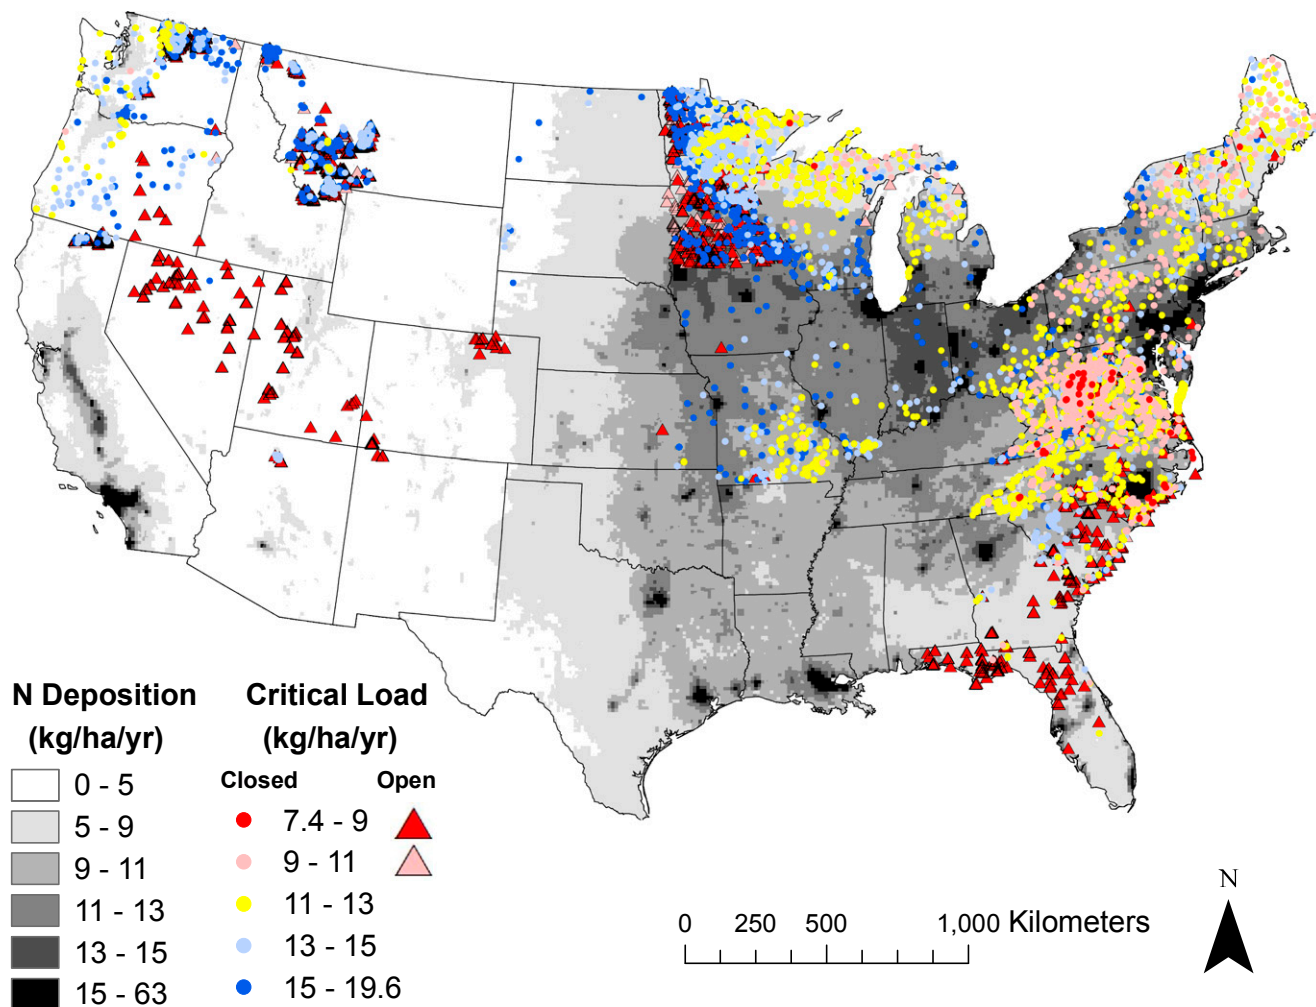 N Deposition
(kg/ha/yr)
0 - 5
5 - 9
9 - 11
11 - 13
13 - 15
15 - 63
Critical Load
(kg/ha/yr)
Closed Open
7.4 - 9
9 - 11
11 - 13
13 - 15
15 - 19.6
0 250 500 1,000 Kilometers
N